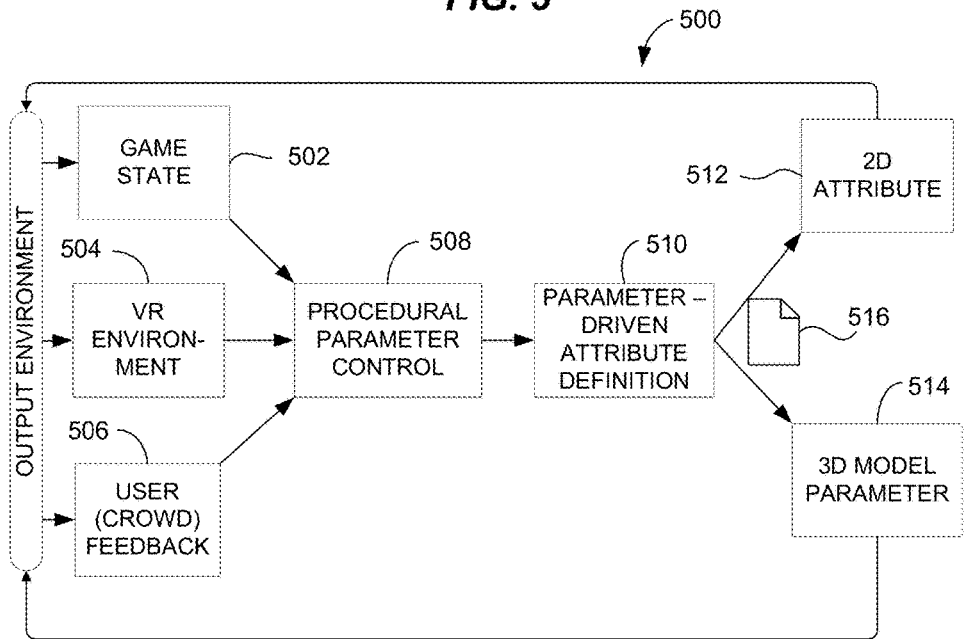 500
GAME
STATE
502
512
2D
ATTRIBUTE
OUTPUT ENVIRONMENT
504
VR
ENVIRON-
MENT
508
PROCEDURAL
PARAMETER
CONTROL
510
PARAMETER –
DRIVEN
ATTRIBUTE
DEFINITION
516
506
USER
(CROWD)
FEEDBACK
514
3D MODEL
PARAMETER